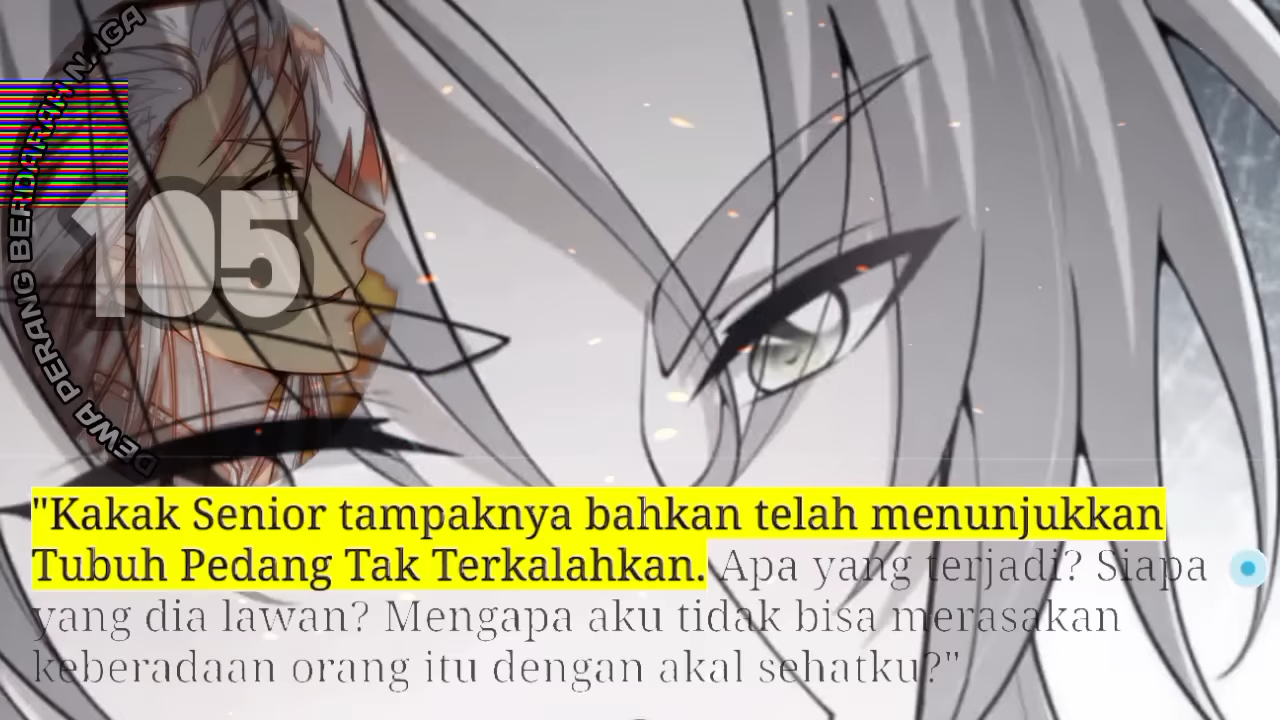 DEWA PERANG BERDARAH NAGA
105
"Kakak Senior tampaknya bahkan telah menunjukkan
Tubuh Pedang Tak Terkalahkan. Apa yang terjadi? Siapa
yang dia lawan? Mengapa aku tidak bisa merasakan
keberadaan orang itu dengan akal sehatku?"